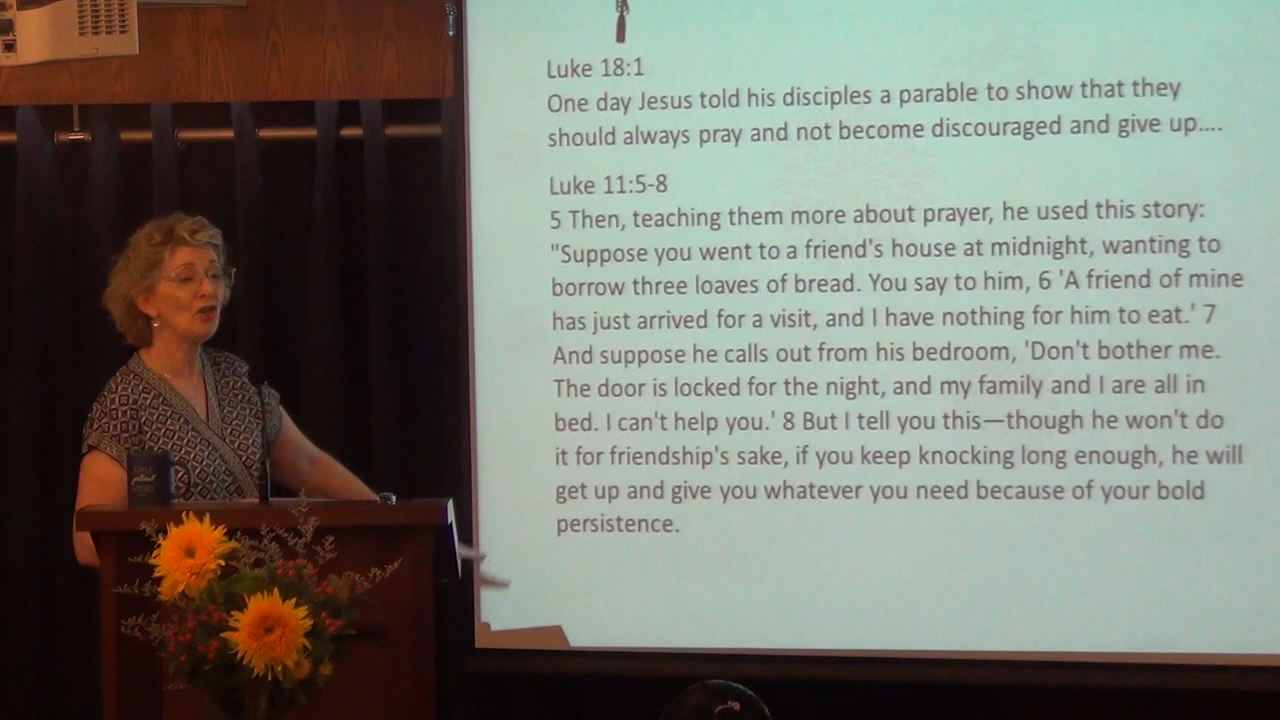 Luke 18:1
One day Jesus told his disciples a parable to show that they
should always pray and not become discouraged and give up....
Luke 11:5-8
5 Then, teaching them more about prayer, he used this story:
"Suppose you went to a friend's house at midnight, wanting to
borrow three loaves of bread. You say to him, 6 'A friend of mine
has just arrived for a visit, and I have nothing for him to eat.' 7
And suppose he calls out from his bedroom, 'Don't bother me.
The door is locked for the night, and my family and I are all in
bed. I can't help you.' 8 But I tell you this—though he won't do
it for friendship's sake, if you keep knocking long enough, he will
get up and give you whatever you need because of your bold
persistence.